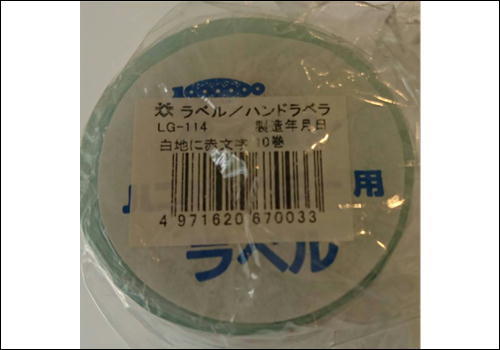 ラベル/ハンドラベラ
LG-114 製造年月日
白地に赤文字 10巻
4 971620 670033
用
ラベル